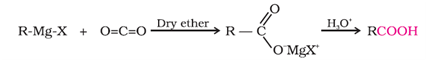 R-Mg-X + O=C=O Dry ether R — C O O⁻MgX⁺ H₃O⁺ RCOOH